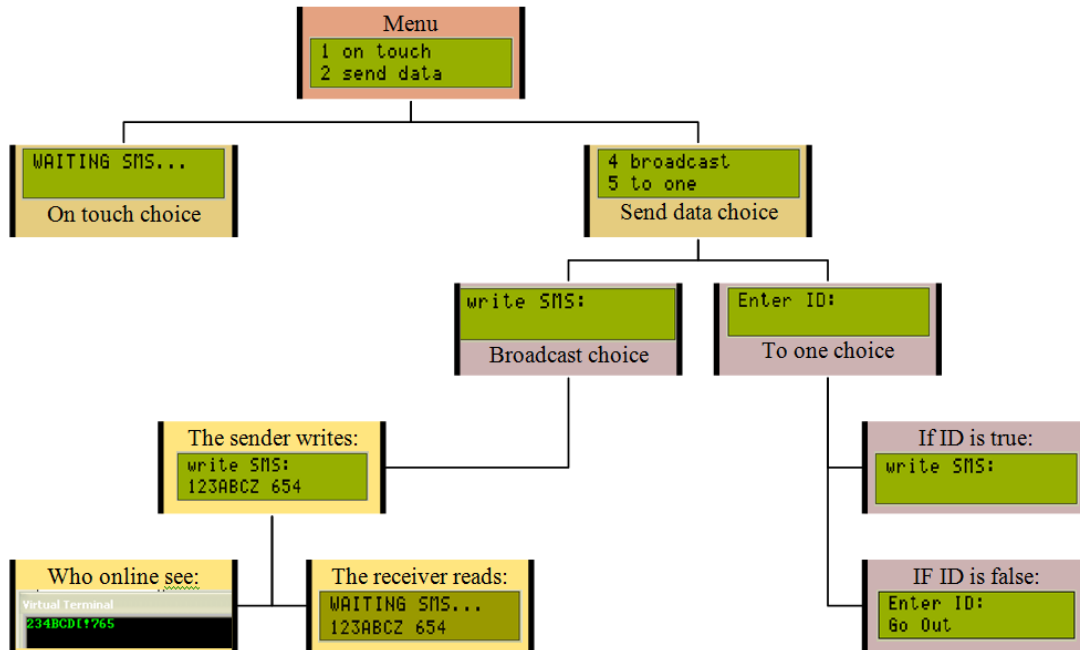 Menu
1 on touch
2 send data
WAITING SMS...
On touch choice
4 broadcast
5 to one
Send data choice
write SMS:
Broadcast choice
Enter ID:
To one choice
The sender writes:
write SMS:
123ABCZ 654
If ID is true:
write SMS:
Who online see:
Virtual Terminal
234BCD[!765
The receiver reads:
WAITING SMS...
123ABCZ 654
IF ID is false:
Enter ID:
Go Out